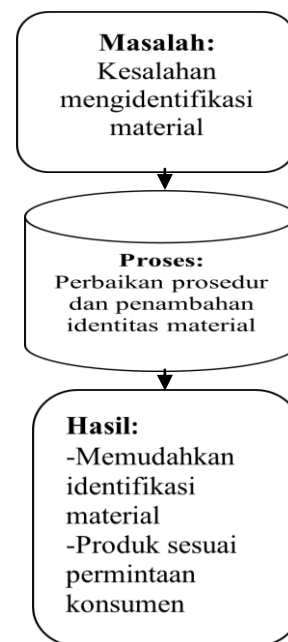 Masalah:
Kesalahan
mengidentifikasi
material
Proses:
Perbaikan prosedur
dan penambahan
identitas material
Hasil:
-Memudahkan
identifikasi
material
-Produk sesuai
permintaan
konsumen